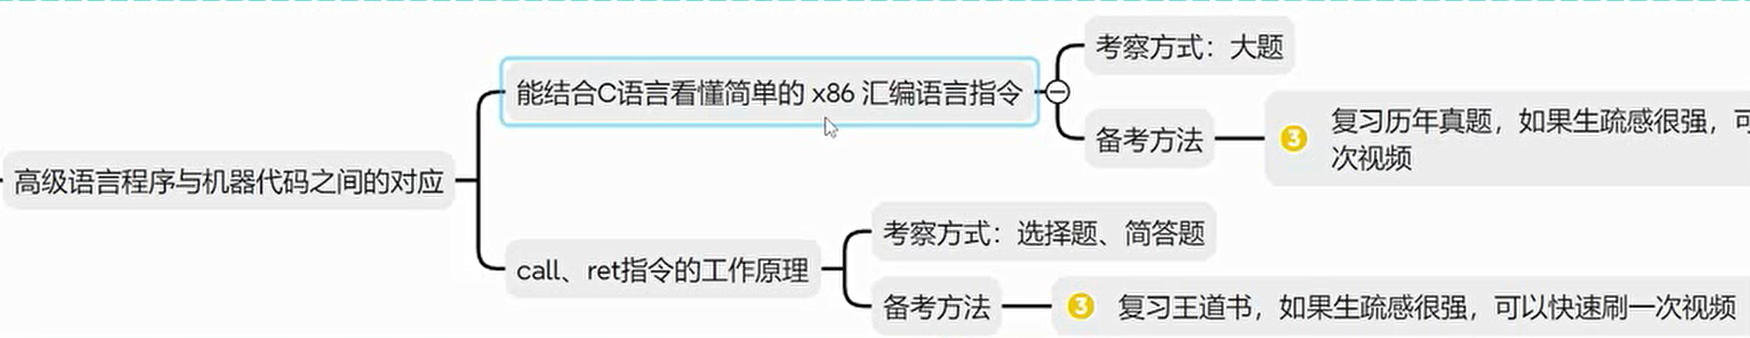 高级语言程序与机器代码之间的对应
能结合C语言看懂简单的 x86 汇编语言指令
考察方式：大题
备考方法
3
复习历年真题，如果生疏感很强，可
次视频
call、ret指令的工作原理
考察方式：选择题、简答题
备考方法
3 复习王道书，如果生疏感很强，可以快速刷一次视频